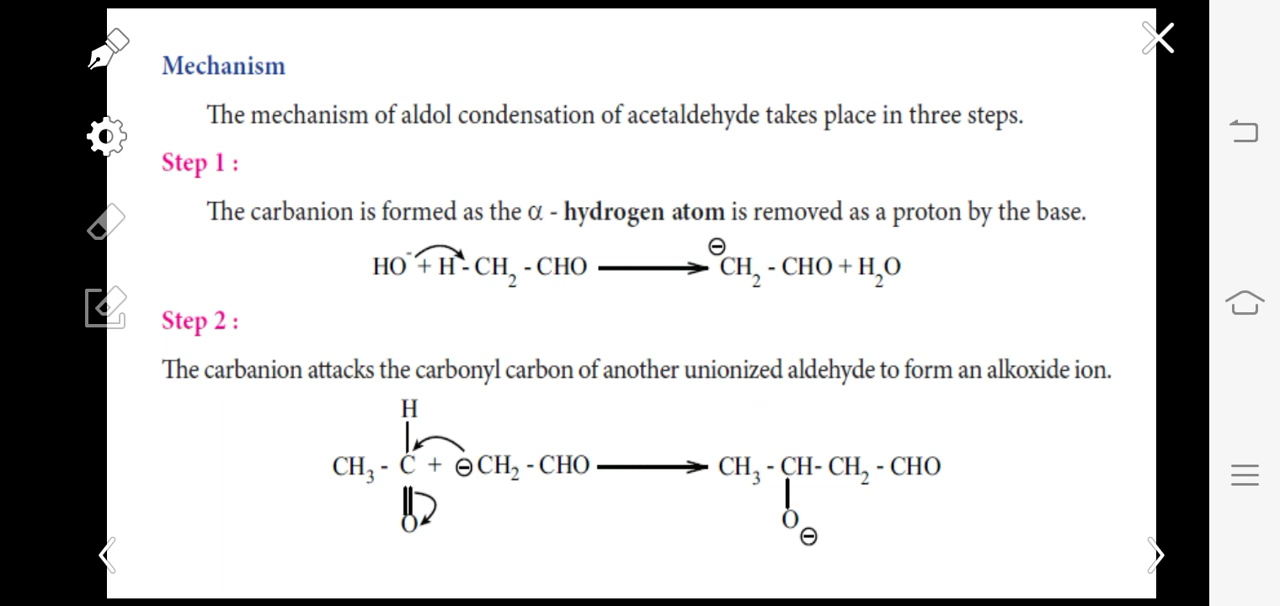 Mechanism
The mechanism of aldol condensation of acetaldehyde takes place in three steps.
Step 1 :
The carbanion is formed as the α - hydrogen atom is removed as a proton by the base.
HO⁻ + H - CH₂ - CHO ⟶ ⊖CH₂ - CHO + H₂O
Step 2 :
The carbanion attacks the carbonyl carbon of another unionized aldehyde to form an alkoxide ion.
H
CH₃ - C + ⊖CH₂ - CHO ⟶ CH₃ - CH- CH₂ - CHO
O O
⊖